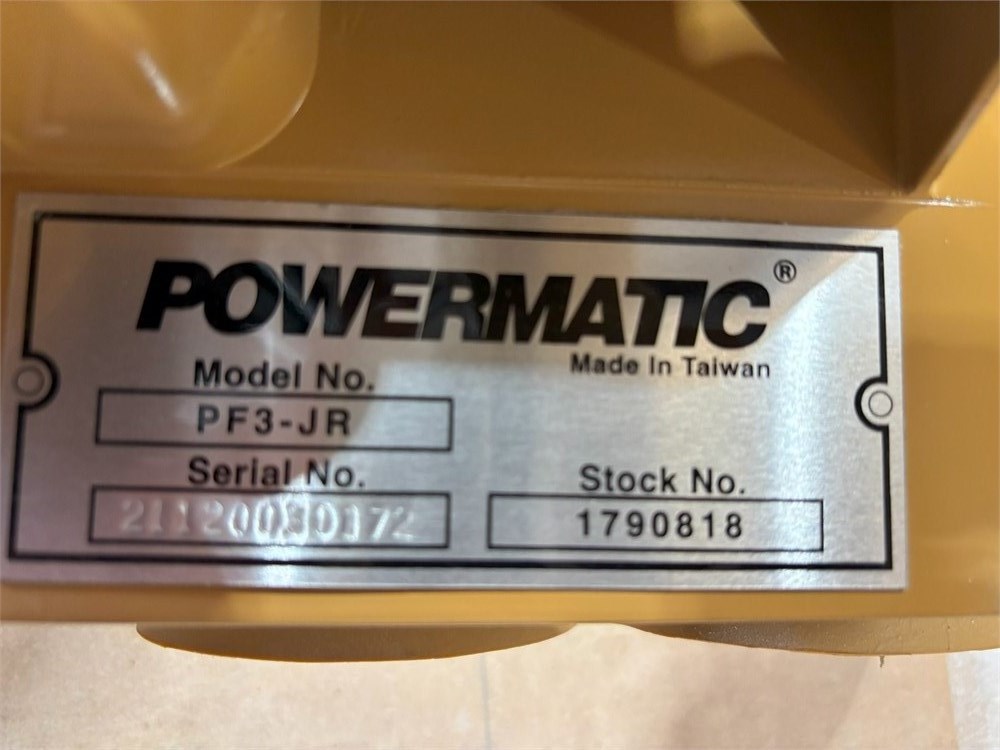 POWERMATIC®
Made In Taiwan
Model No.
PF3-JR
Serial No.
Stock No.
1790818